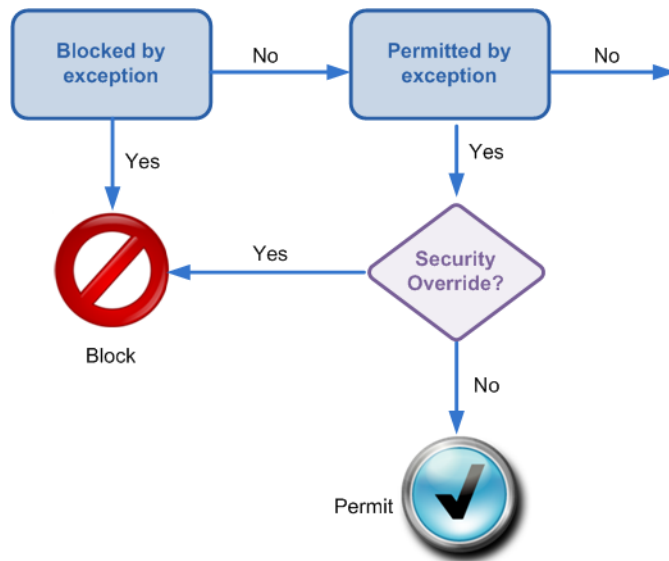 Blocked by
exception
No
Permitted by
exception
No
Yes
Yes
Yes
Security
Override?
Block
No
Permit